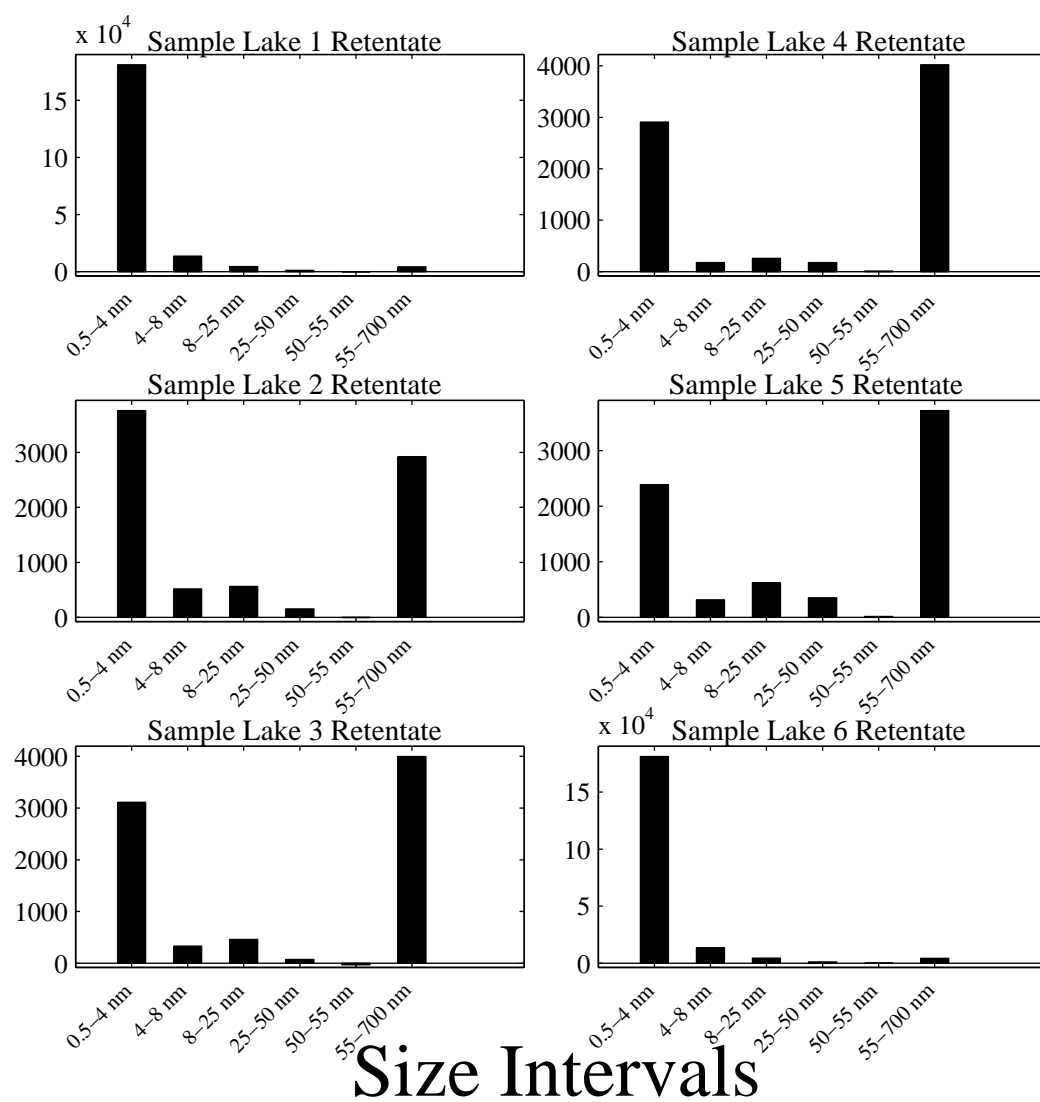 x 10^4
Sample Lake 1 Retentate
15
10
5
0
0.5–4 nm
4–8 nm
8–25 nm
25–50 nm
50–55 nm
55–700 nm
Sample Lake 4 Retentate
4000
3000
2000
1000
0
0.5–4 nm
4–8 nm
8–25 nm
25–50 nm
50–55 nm
55–700 nm
Sample Lake 2 Retentate
3000
2000
1000
0
0.5–4 nm
4–8 nm
8–25 nm
25–50 nm
50–55 nm
55–700 nm
Sample Lake 5 Retentate
3000
2000
1000
0
0.5–4 nm
4–8 nm
8–25 nm
25–50 nm
50–55 nm
55–700 nm
Sample Lake 3 Retentate
4000
3000
2000
1000
0
0.5–4 nm
4–8 nm
8–25 nm
25–50 nm
50–55 nm
55–700 nm
x 10^4
Sample Lake 6 Retentate
15
10
5
0
0.5–4 nm
4–8 nm
8–25 nm
25–50 nm
50–55 nm
55–700 nm
Size Intervals